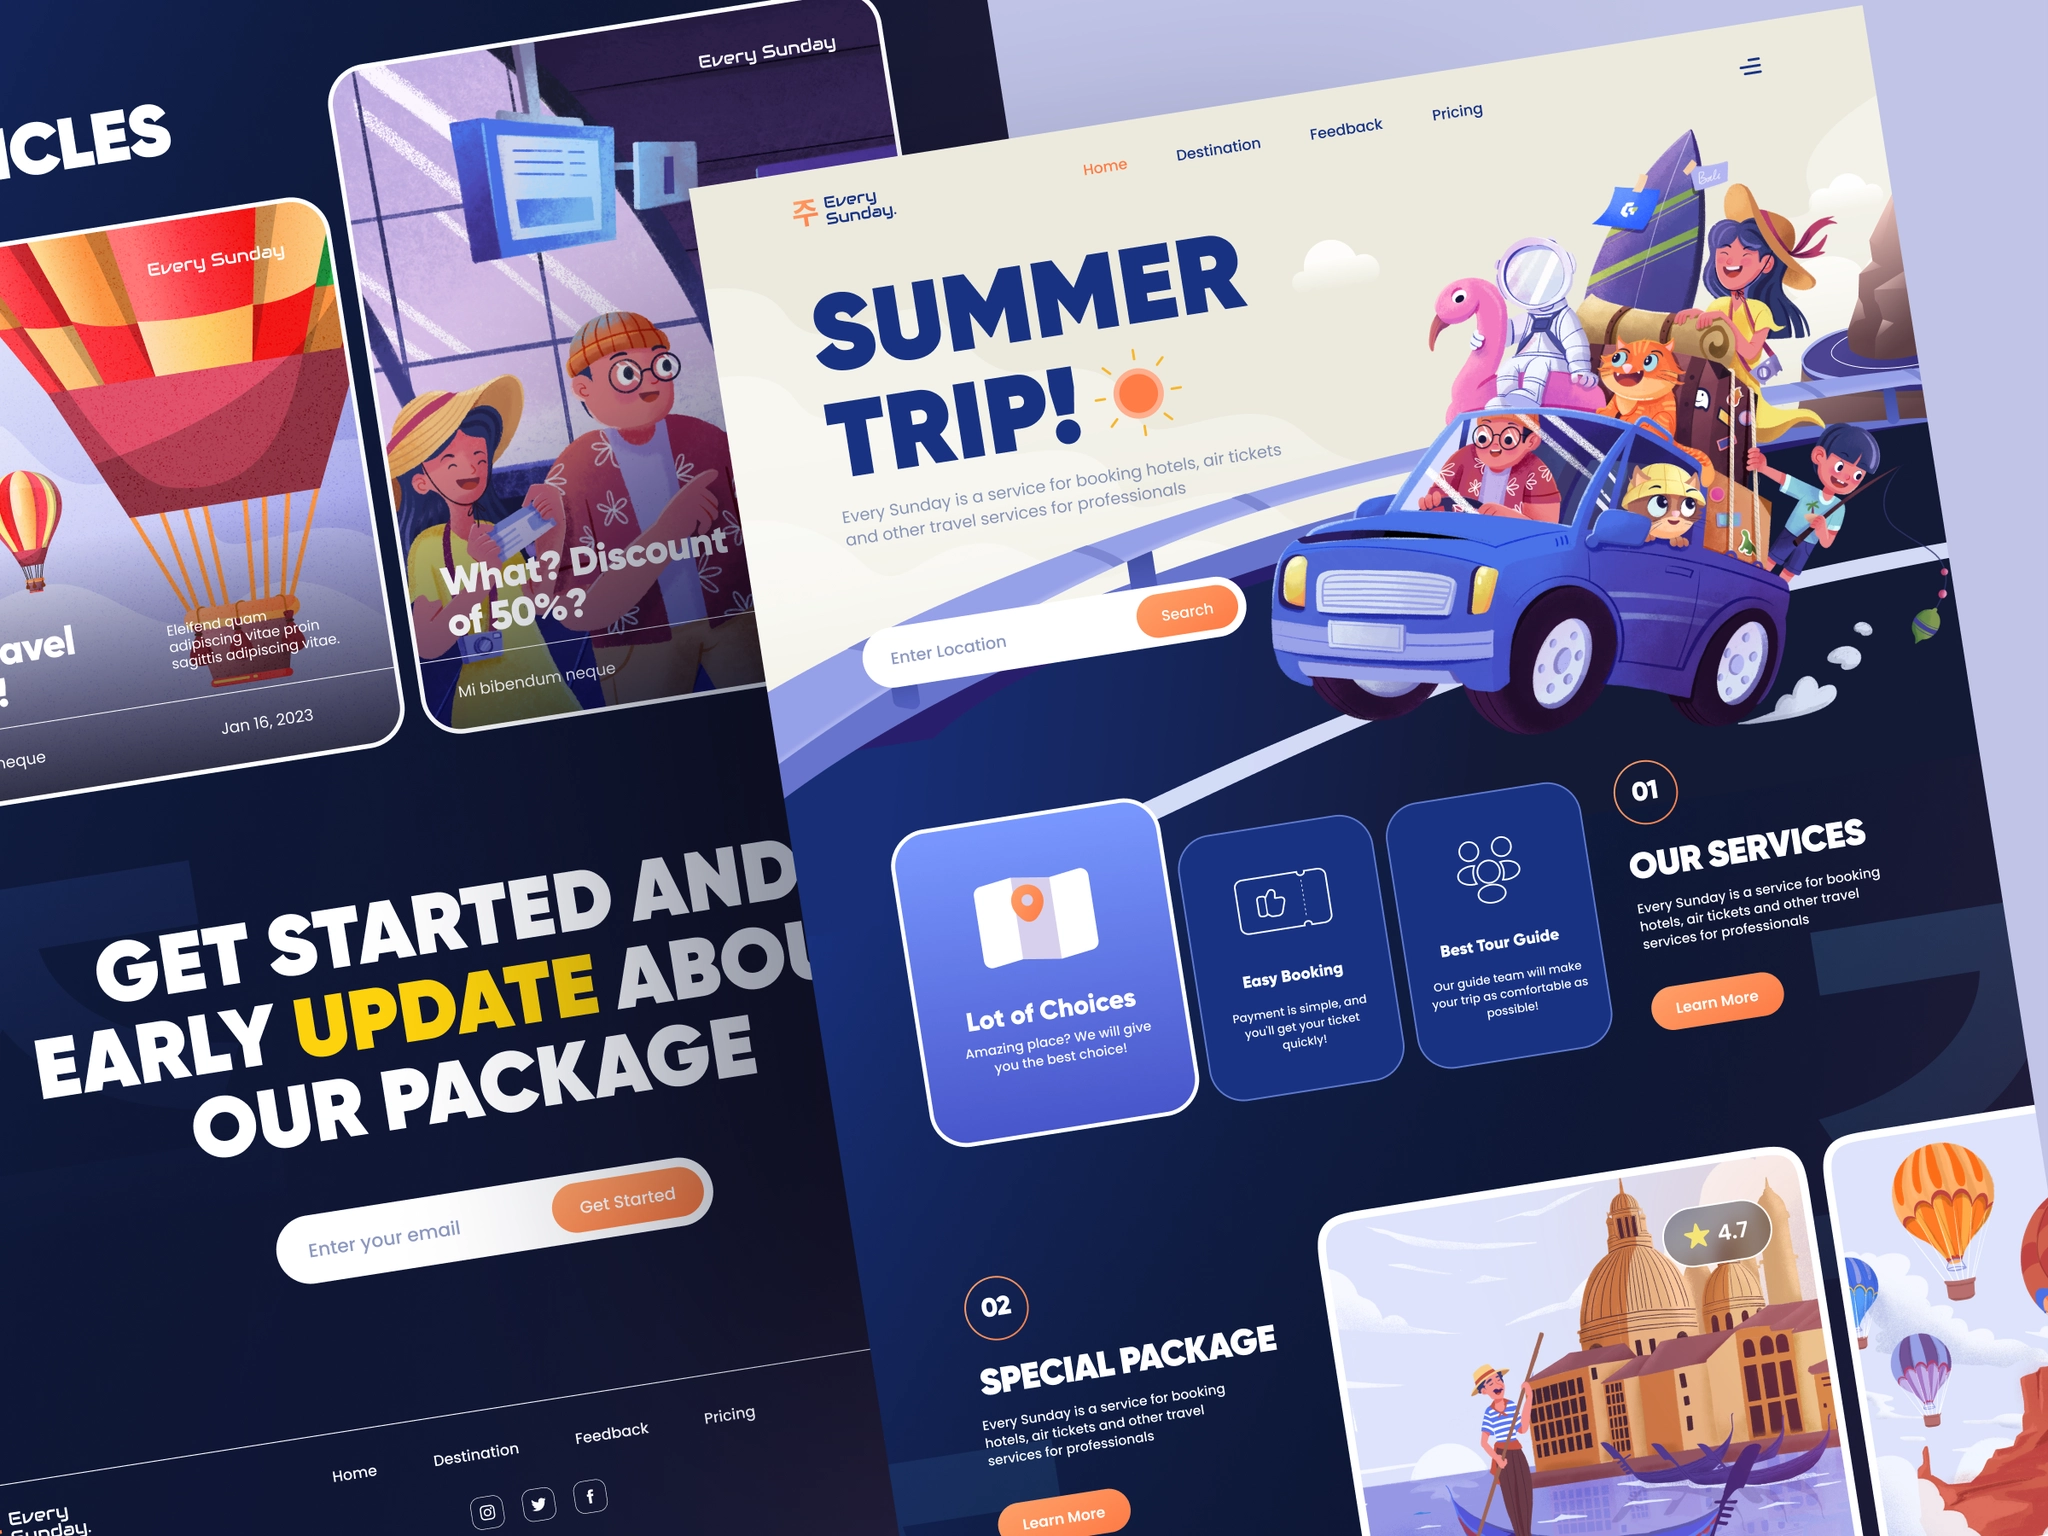 ICLES
Every Sunday
avel
!
Eleifend quam
adipiscing vitae proin
sagittis adipiscing vitae.
neque
Jan 16, 2023
Every Sunday
What? Discount
of 50%?
Mi bibendum neque
GET STARTED AND
EARLY UPDATE ABOU
OUR PACKAGE
Enter your email
Get Started
Home
Destination
Feedback
Pricing
Every
Sunday.
주
Every
Sunday.
Home
Destination
Feedback
Pricing
SUMMER
TRIP!
Every Sunday is a service for booking hotels, air tickets
and other travel services for professionals
Enter Location
Search
Lot of Choices
Amazing place? We will give
you the best choice!
Easy Booking
Payment is simple, and
you'll get your ticket
quickly!
Best Tour Guide
Our guide team will make
your trip as comfortable as
possible!
01
OUR SERVICES
Every Sunday is a service for booking
hotels, air tickets and other travel
services for professionals
Learn More
02
SPECIAL PACKAGE
Every Sunday is a service for booking
hotels, air tickets and other travel
services for professionals
Learn More
4.7